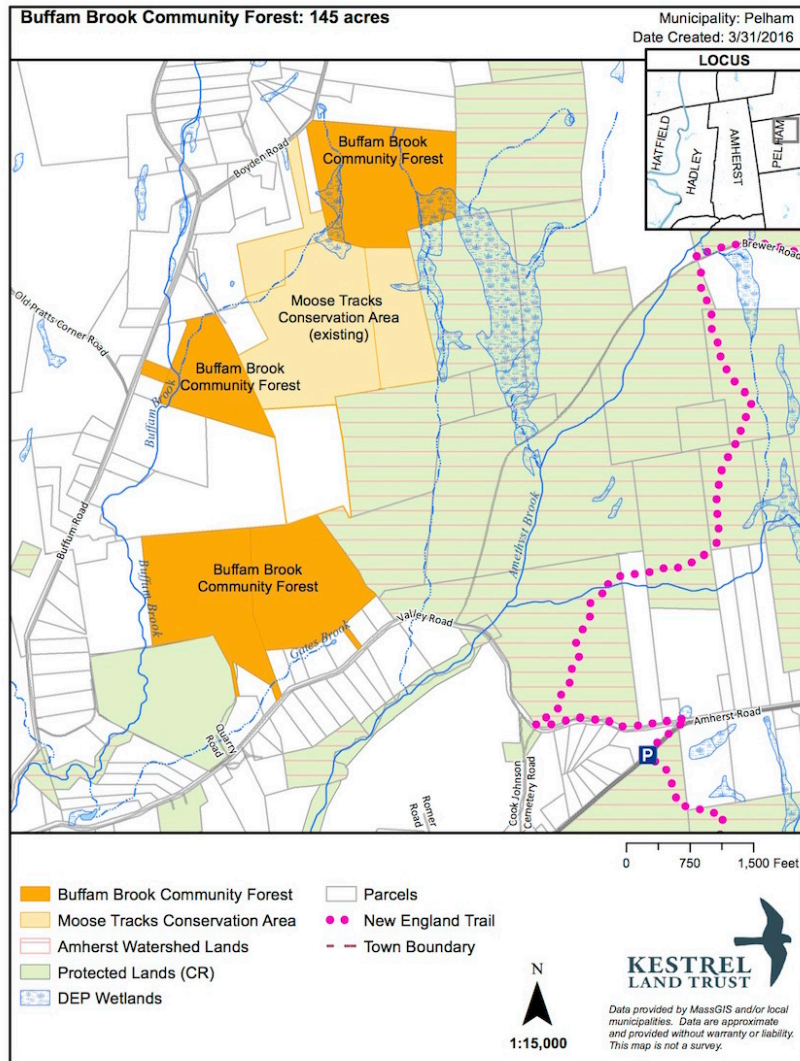 Buffam Brook Community Forest: 145 acres
Municipality: Pelham
Date Created: 3/31/2016
LOCUS
HATFIELD
HADLEY
AMHERST
PELHAM
Boyden Road
Buffam Brook
Community Forest
Brewer Road
Moose Tracks
Conservation Area
(existing)
Old Pratts Corner Road
Buffam Brook
Community Forest
Buffam Brook
Buffum Road
Amethyst Brook
Buffam Brook
Community Forest
Buffam Brook
Gates Brook
Valley Road
Quarry
Road
Amherst Road
P
Cook Johnson
Cemetery Road
Romer
Road
0 750 1,500 Feet
Buffam Brook Community Forest
Moose Tracks Conservation Area
Amherst Watershed Lands
Protected Lands (CR)
DEP Wetlands
Parcels
New England Trail
Town Boundary
N
1:15,000
KESTREL
LAND TRUST
Data provided by MassGIS and/or local
municipalities. Data are approximate
and provided without warranty or liability.
This map is not a survey.